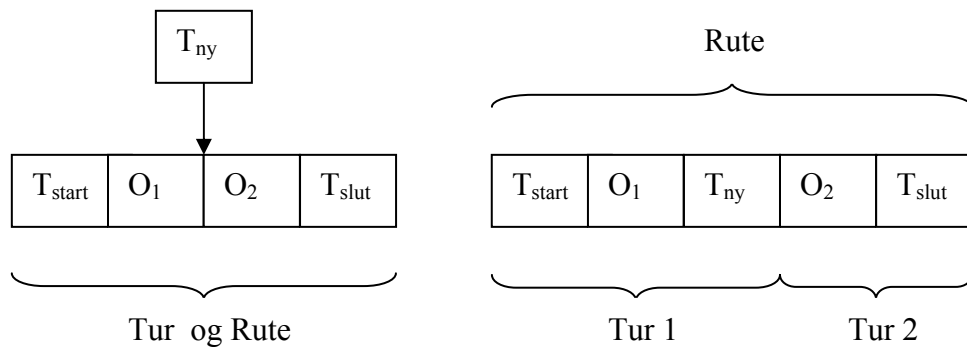 T_ny
Rute
T_start O_1 O_2 T_slut
T_start O_1 T_ny O_2 T_slut
Tur og Rute
Tur 1
Tur 2